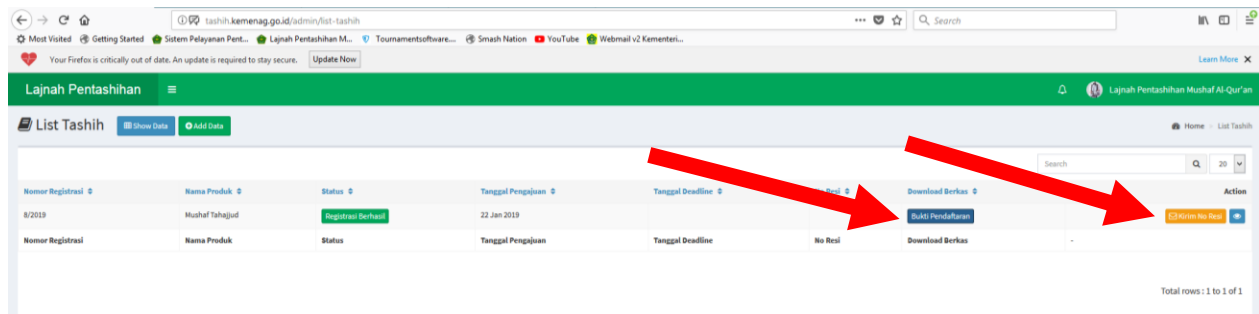 tashih.kemenag.go.id/admin/list-tashih
Search
Most Visited Getting Started Sistem Pelayanan Pent... Lajnah Pentashihan M... Tournamentsoftware.... Smash Nation YouTube Webmail v2 Kementeri...
Your Firefox is critically out of date. An update is required to stay secure. Update Now Learn More X
Lajnah Pentashihan Lajnah Pentashihan Mushaf Al-Qur'an
List Tashih Show Data Add Data Home List Tashih
Search 20
Nomor Registrasi Nama Produk Status Tanggal Pengajuan Tanggal Deadline Resi Download Berkas Action
8/2019 Mushaf Tahajjud Registrasi Berhasil 22 Jan 2019 Bukti Pendaftaran Kirim No Resi
Nomor Registrasi Nama Produk Status Tanggal Pengajuan Tanggal Deadline No Resi Download Berkas -
Total rows : 1 to 1 of 1